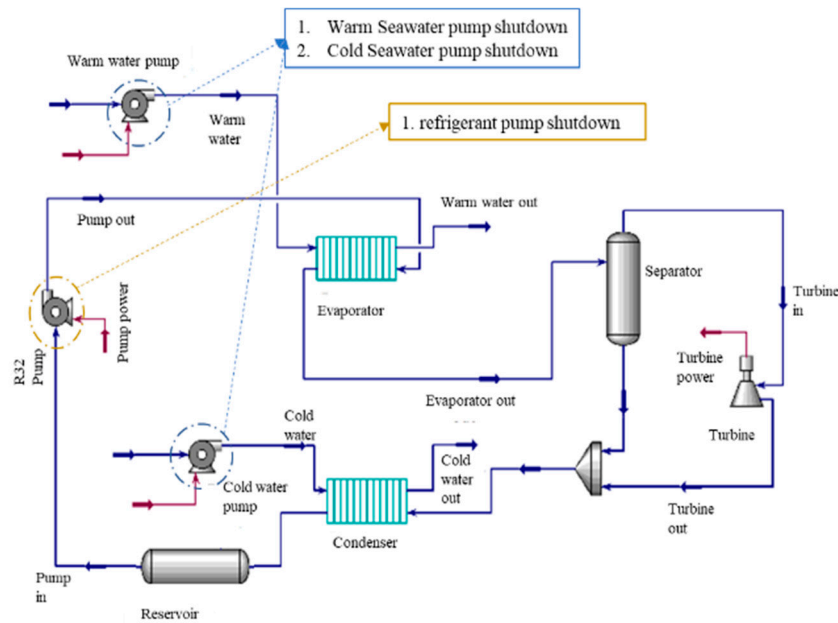 1. Warm Seawater pump shutdown
2. Cold Seawater pump shutdown
Warm water pump
1. refrigerant pump shutdown
Warm
water
Pump out
Warm water out
Separator
Evaporator
Turbine
in
Pump power
R32
Pump
Turbine
power
Evaporator out
Turbine
Cold
water
Cold
water
out
Cold water
pump
Turbine
out
Condenser
Pump
in
Reservoir